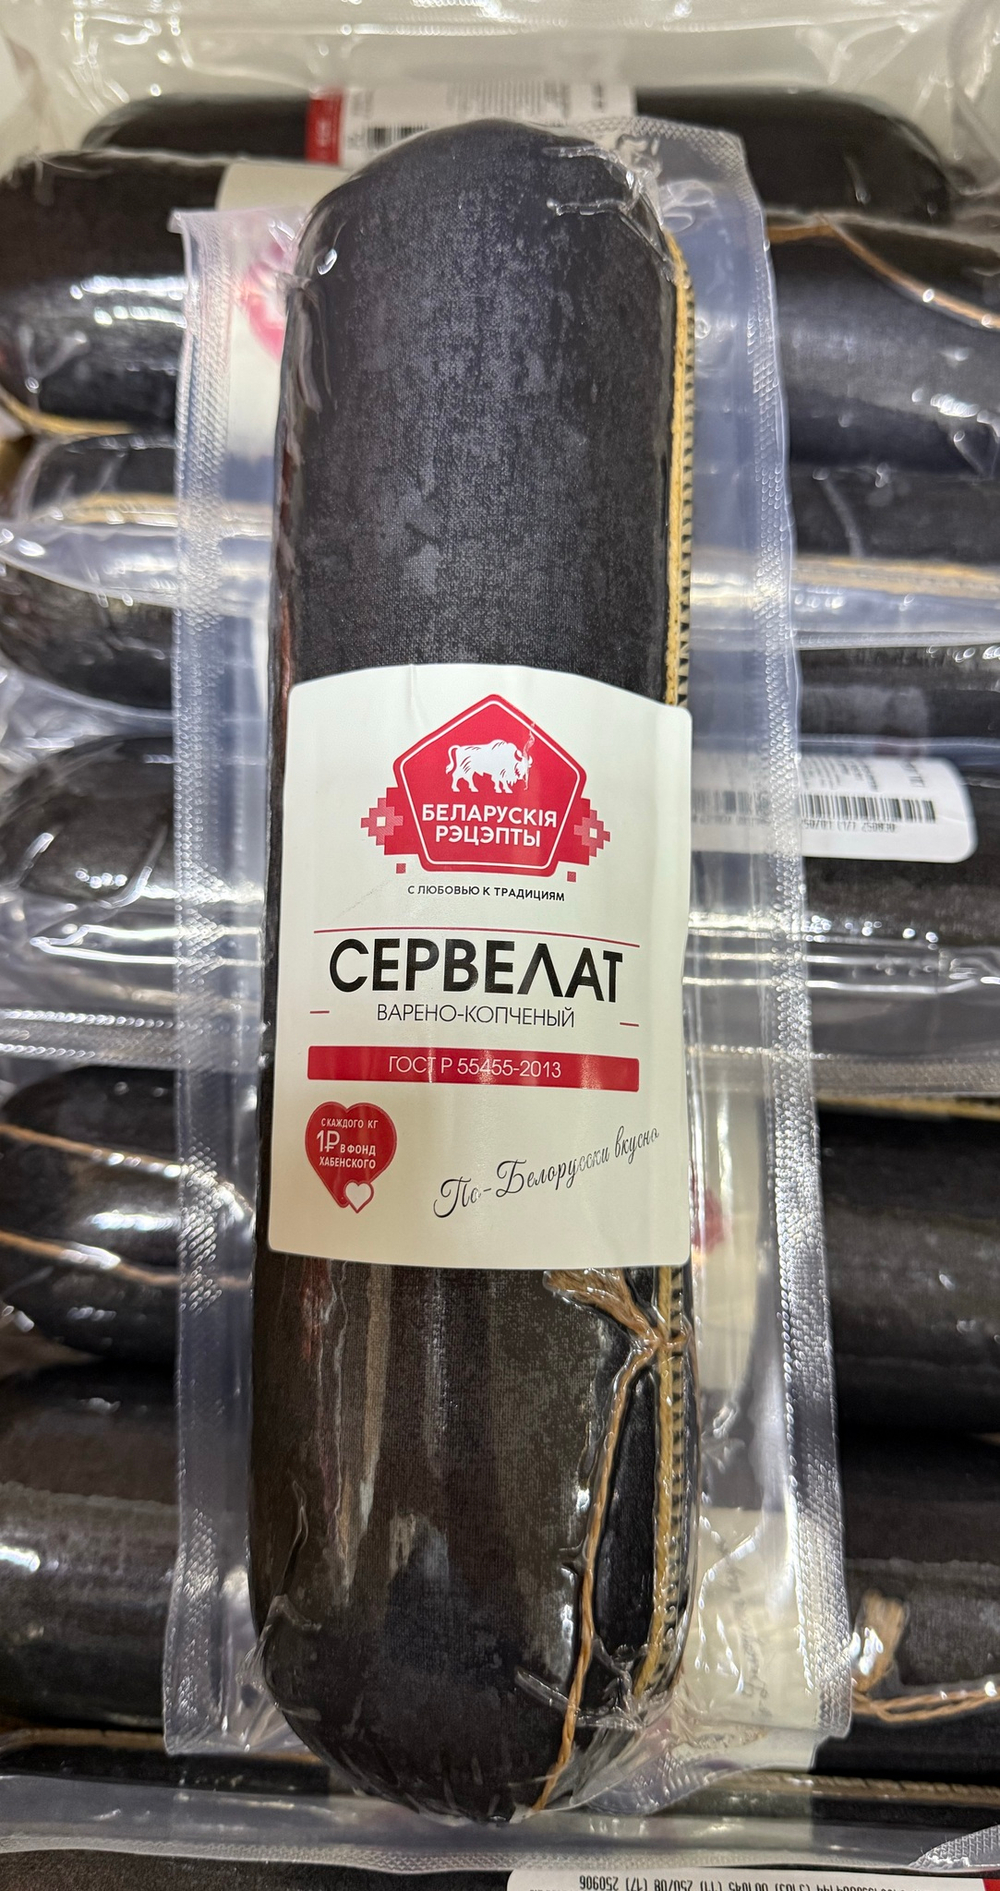 БЕЛАРУСКІЯ
РЭЦЭПТЫ
С ЛЮБОВЬЮ К ТРАДИЦИЯМ
СЕРВЕЛАТ
ВАРЕНО-КОПЧЕНЫЙ
ГОСТ Р 55455-2013
С КАЖДОГО КГ
1₽ В ФОНД
ХАБЕНСКОГО
По-Белорусски вкусно